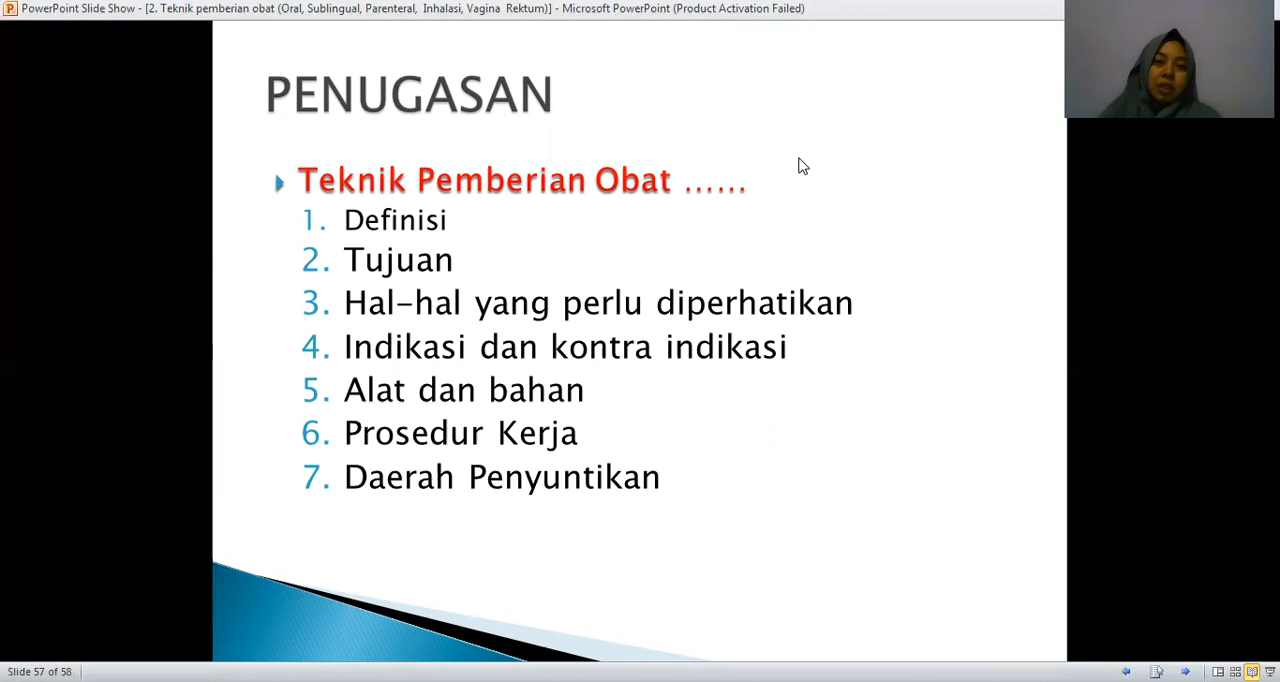 PowerPoint Slide Show - [2. Teknik pemberian obat (Oral, Sublingual, Parenteral, Inhalasi, Vagina Rektum)] - Microsoft PowerPoint (Product Activation Failed)
PENUGASAN
Teknik Pemberian Obat ......
1. Definisi
2. Tujuan
3. Hal-hal yang perlu diperhatikan
4. Indikasi dan kontra indikasi
5. Alat dan bahan
6. Prosedur Kerja
7. Daerah Penyuntikan
Slide 57 of 58